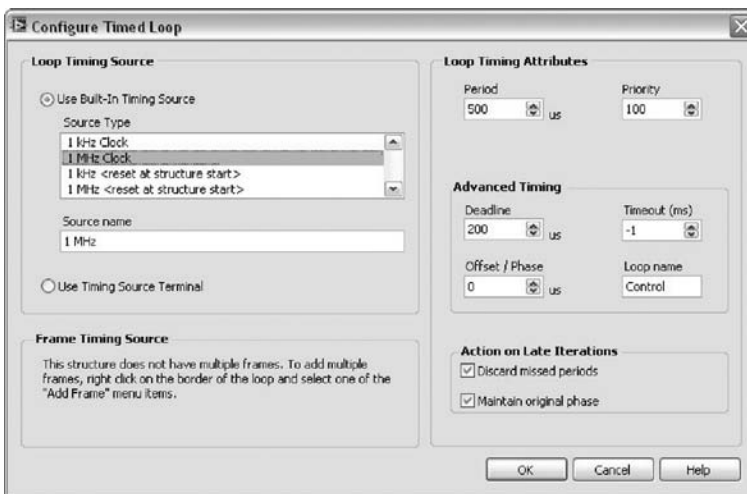 Configure Timed Loop
Loop Timing Source
Use Built-In Timing Source
Source Type
1 kHz Clock
1 MHz Clock
1 kHz <reset at structure start>
1 MHz <reset at structure start>
Source name
1 MHz
Use Timing Source Terminal
Frame Timing Source
This structure does not have multiple frames. To add multiple
frames, right click on the border of the loop and select one of the
"Add Frame" menu items.
Loop Timing Attributes
Period Priority
500 us 100
Advanced Timing
Deadline Timeout (ms)
200 us -1
Offset / Phase Loop name
0 us Control
Action on Late Iterations
Discard missed periods
Maintain original phase
OK Cancel Help